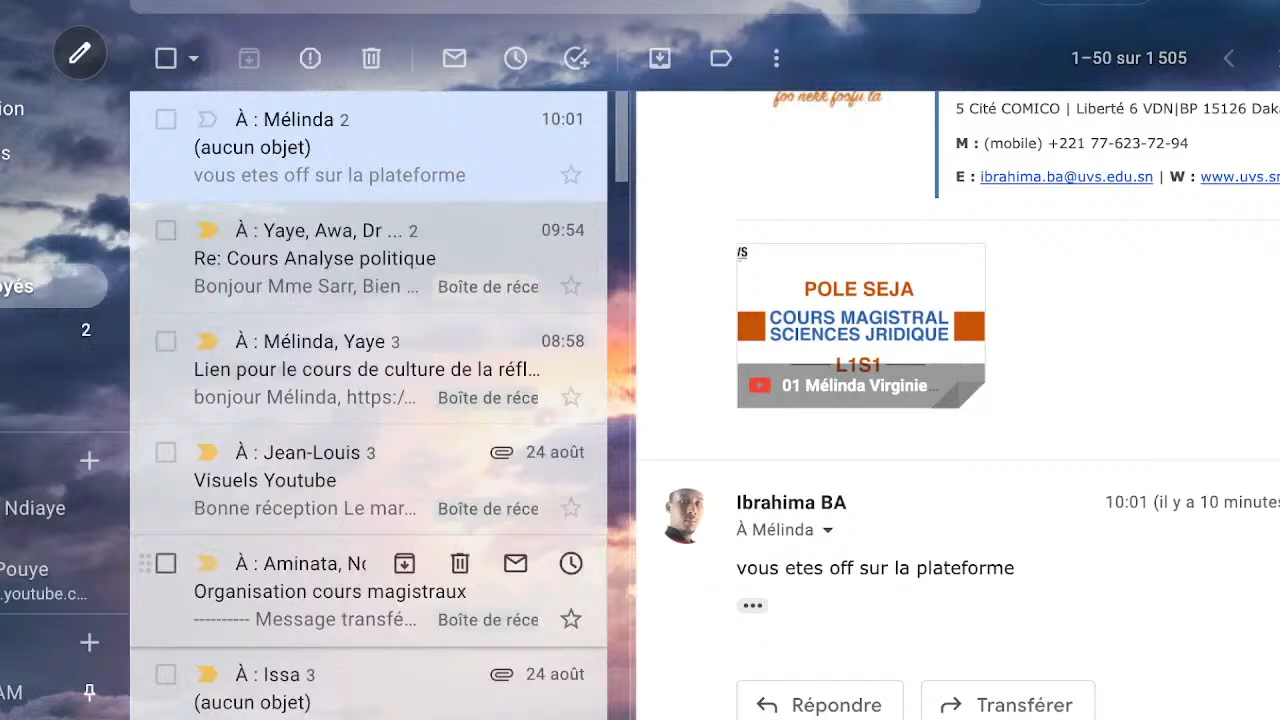 1–50 sur 1 505
ion
s
oyés
2
Ndiaye
Pouye
.youtube.c...
AM
À : Mélinda 2
10:01
(aucun objet)
vous etes off sur la plateforme
À : Yaye, Awa, Dr ... 2
09:54
Re: Cours Analyse politique
Bonjour Mme Sarr, Bien ...
Boîte de réce
À : Mélinda, Yaye 3
08:58
Lien pour le cours de culture de la réfl...
bonjour Mélinda, https:/...
Boîte de réce
À : Jean-Louis 3
24 août
Visuels Youtube
Bonne réception Le mar...
Boîte de réce
À : Aminata, No
Organisation cours magistraux
---------- Message transfé...
Boîte de réce
À : Issa 3
24 août
(aucun objet)
foo nekk foofu la
5 Cité COMICO | Liberté 6 VDN|BP 15126 Daka
M : (mobile) +221 77-623-72-94
E : ibrahima.ba@uvs.edu.sn | W : www.uvs.sn
VS
POLE SEJA
COURS MAGISTRAL
SCIENCES JRIDIQUE
L1S1
01 Mélinda Virginie...
Ibrahima BA
10:01 (il y a 10 minutes
À Mélinda
vous etes off sur la plateforme
Répondre
Transférer